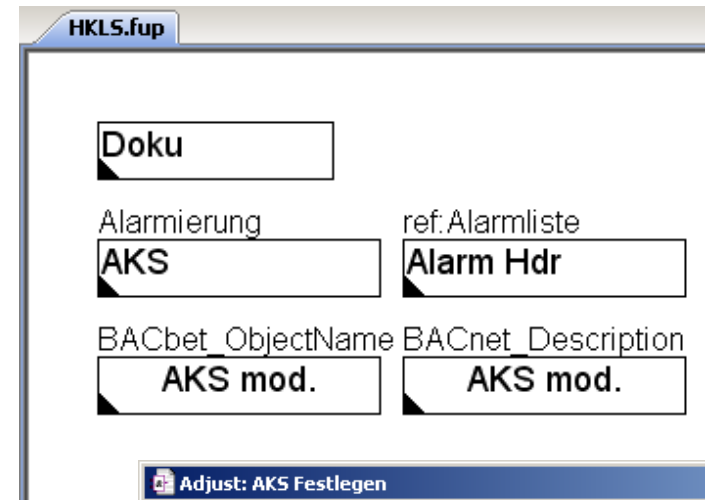 HKLS.fup
Doku
Alarmierung ref:Alarmliste
AKS Alarm Hdr
BACbet_ObjectName BACnet_Description
AKS mod. AKS mod.
Adjust: AKS Festlegen